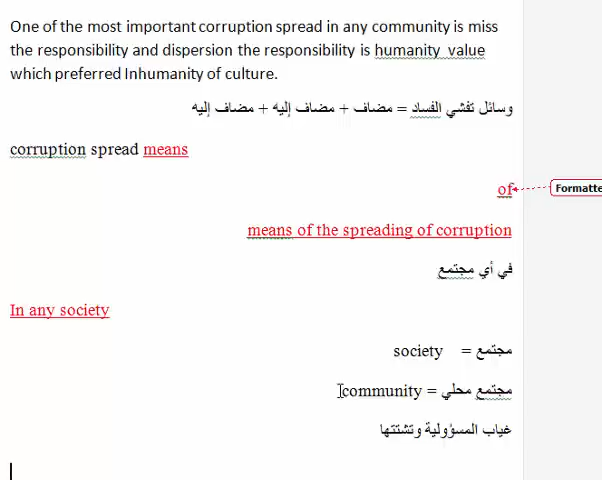 One of the most important corruption spread in any community is miss
the responsibility and dispersion the responsibility is humanity value
which preferred Inhumanity of culture.
وسائل تفشي الفساد = مضاف + مضاف إليه + مضاف إليه
corruption spread means
of
Formatte
means of the spreading of corruption
في أي مجتمع
In any society
مجتمع = society
مجتمع محلي = community
غياب المسؤولية وتشتتها